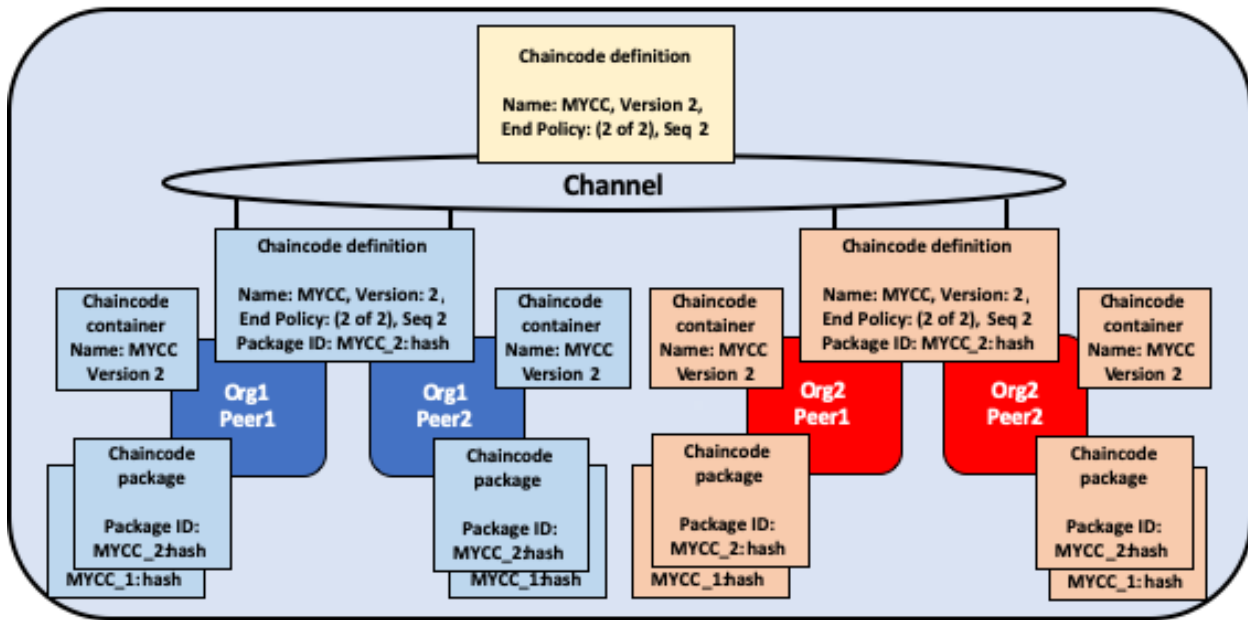 Chaincode definition
Name: MYCC, Version 2,
End Policy: (2 of 2), Seq 2
Channel
Chaincode definition
Name: MYCC, Version: 2,
End Policy: (2 of 2), Seq 2
Package ID: MYCC_2:hash
Chaincode definition
Name: MYCC, Version: 2,
End Policy: (2 of 2), Seq 2
Package ID: MYCC_2:hash
Chaincode
container
Name: MYCC
Version 2
Chaincode
container
Name: MYCC
Version 2
Chaincode
container
Name: MYCC
Version 2
Chaincode
container
Name: MYCC
Version 2
Org1
Peer1
Org1
Peer2
Org2
Peer1
Org2
Peer2
Chaincode
package
Package ID:
MYCC_2:hash
MYCC_1:hash
Chaincode
package
Package ID:
MYCC_2:hash
MYCC_1:hash
Chaincode
package
Package ID:
MYCC_2:hash
MYCC_1:hash
Chaincode
package
Package ID:
MYCC_2:hash
MYCC_1:hash